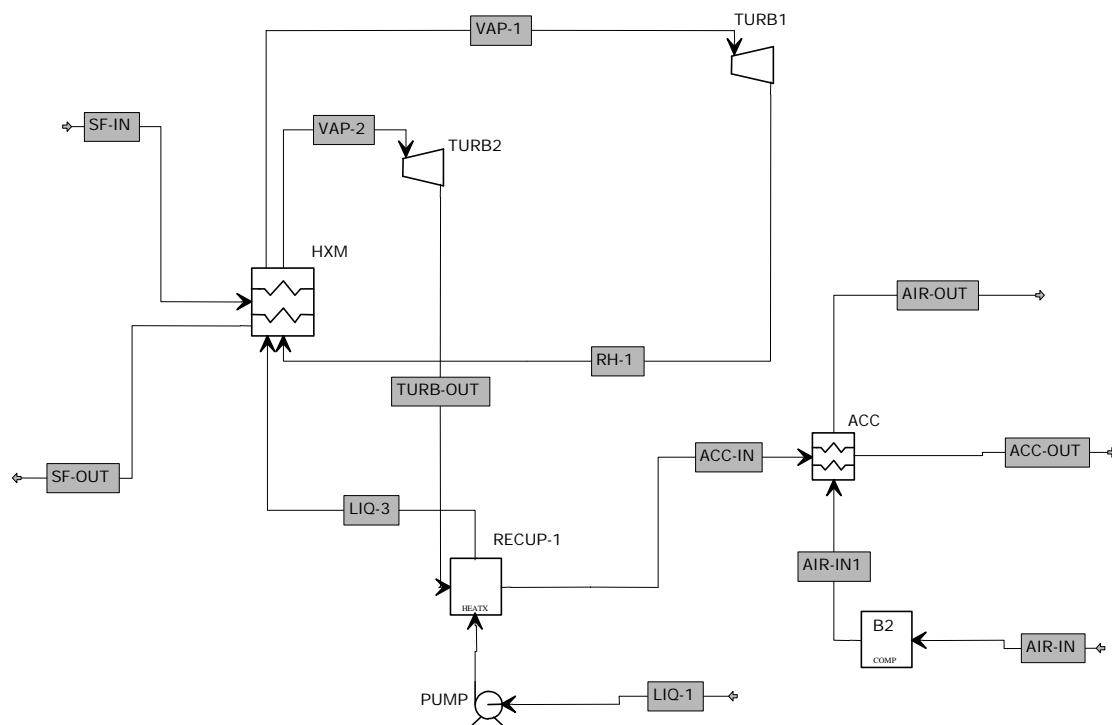 TURB1
VAP-1
SF-IN
VAP-2
TURB2
HXM
AIR-OUT
RH-1
TURB-OUT
ACC
ACC-IN
ACC-OUT
SF-OUT
LIQ-3
RECUP-1
AIR-IN1
HEATX
B2
COMP
AIR-IN
PUMP
LIQ-1